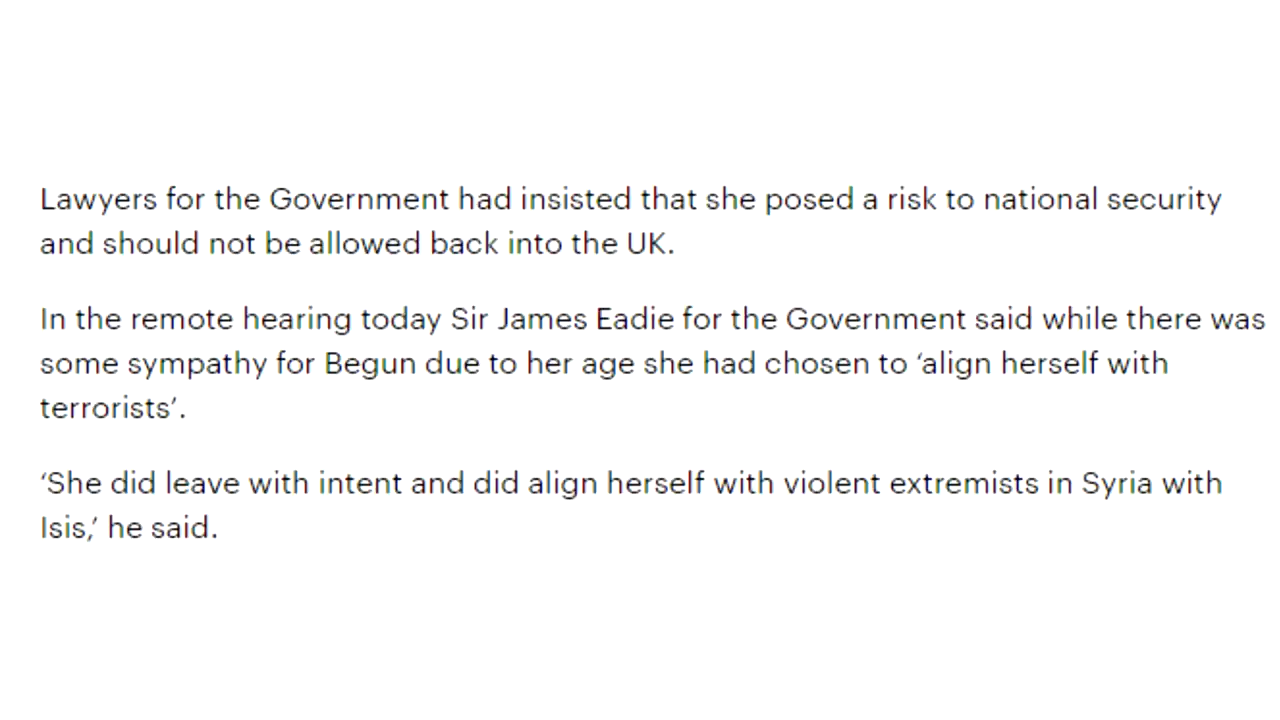 Lawyers for the Government had insisted that she posed a risk to national security
and should not be allowed back into the UK.
In the remote hearing today Sir James Eadie for the Government said while there was
some sympathy for Begun due to her age she had chosen to ‘align herself with
terrorists’.
‘She did leave with intent and did align herself with violent extremists in Syria with
Isis,’ he said.